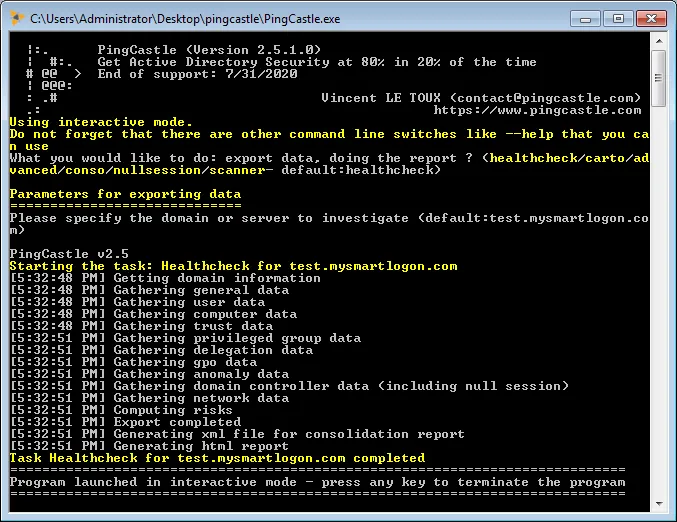 C:\Users\Administrator\Desktop\pingcastle\PingCastle.exe
|:.      PingCastle (Version 2.5.1.0)
|  #:.   Get Active Directory Security at 80% in 20% of the time
# @@  >  End of support: 7/31/2020
| @@@:
: .#                                 Vincent LE TOUX (contact@pingcastle.com)
.:                                                 https://www.pingcastle.com
Using interactive mode.
Do not forget that there are other command line switches like --help that you ca
n use
What you would like to do: export data, doing the report ? (healthcheck/carto/ad
vanced/conso/nullsession/scanner- default:healthcheck)
Parameters for exporting data
=============================
Please specify the domain or server to investigate (default:test.mysmartlogon.co
m)
PingCastle v2.5
Starting the task: Healthcheck for test.mysmartlogon.com
[5:32:48 PM] Getting domain information
[5:32:48 PM] Gathering general data
[5:32:48 PM] Gathering user data
[5:32:48 PM] Gathering computer data
[5:32:48 PM] Gathering trust data
[5:32:51 PM] Gathering privileged group data
[5:32:51 PM] Gathering delegation data
[5:32:51 PM] Gathering gpo data
[5:32:51 PM] Gathering anomaly data
[5:32:51 PM] Gathering domain controller data (including null session)
[5:32:51 PM] Gathering network data
[5:32:51 PM] Computing risks
[5:32:51 PM] Export completed
[5:32:51 PM] Generating xml file for consolidation report
[5:32:51 PM] Generating html report
Task Healthcheck for test.mysmartlogon.com completed
=============================================================================
Program launched in interactive mode - press any key to terminate the program
=============================================================================